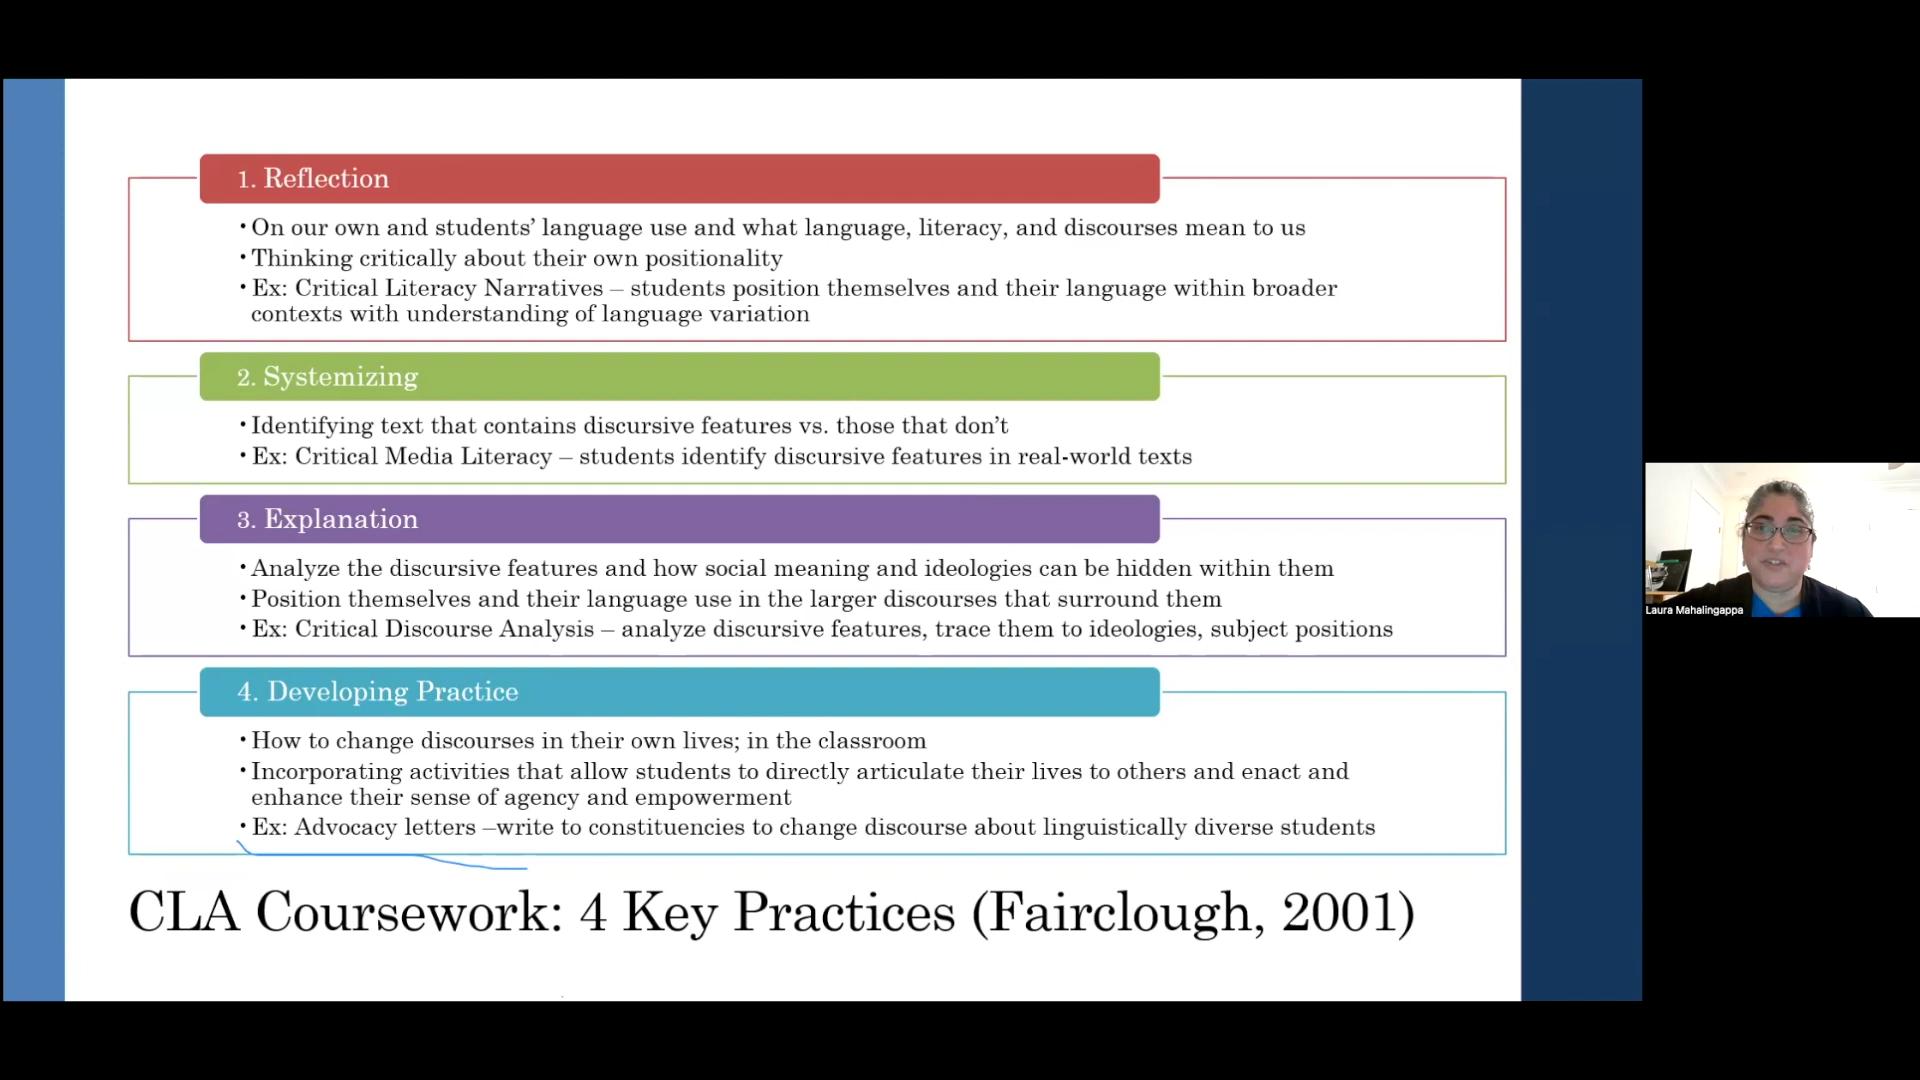 1. Reflection
•On our own and students’ language use and what language, literacy, and discourses mean to us
•Thinking critically about their own positionality
•Ex: Critical Literacy Narratives – students position themselves and their language within broader
contexts with understanding of language variation
2. Systemizing
•Identifying text that contains discursive features vs. those that don’t
•Ex: Critical Media Literacy – students identify discursive features in real-world texts
3. Explanation
•Analyze the discursive features and how social meaning and ideologies can be hidden within them
•Position themselves and their language use in the larger discourses that surround them
•Ex: Critical Discourse Analysis – analyze discursive features, trace them to ideologies, subject positions
4. Developing Practice
•How to change discourses in their own lives; in the classroom
•Incorporating activities that allow students to directly articulate their lives to others and enact and
enhance their sense of agency and empowerment
•Ex: Advocacy letters –write to constituencies to change discourse about linguistically diverse students
CLA Coursework: 4 Key Practices (Fairclough, 2001)
Laura Mahalingappa